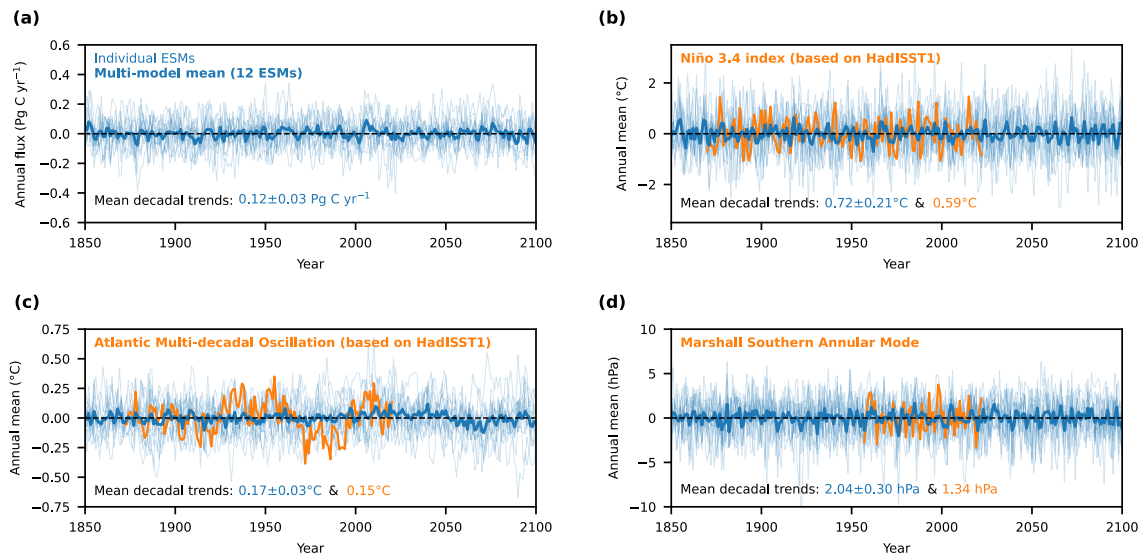 (a)
0.6
0.4
0.2
0.0
−0.2
−0.4
−0.6
Annual flux (Pg C yr⁻¹)
Individual ESMs
Multi-model mean (12 ESMs)
Mean decadal trends: 0.12±0.03 Pg C yr⁻¹
1850 1900 1950 2000 2050 2100
Year
(b)
2
0
−2
Annual mean (°C)
Niño 3.4 index (based on HadISST1)
Mean decadal trends: 0.72±0.21°C & 0.59°C
1850 1900 1950 2000 2050 2100
Year
(c)
0.75
0.50
0.25
0.00
−0.25
−0.50
−0.75
Annual mean (°C)
Atlantic Multi-decadal Oscillation (based on HadISST1)
Mean decadal trends: 0.17±0.03°C & 0.15°C
1850 1900 1950 2000 2050 2100
Year
(d)
10
5
0
−5
−10
Annual mean (hPa)
Marshall Southern Annular Mode
Mean decadal trends: 2.04±0.30 hPa & 1.34 hPa
1850 1900 1950 2000 2050 2100
Year